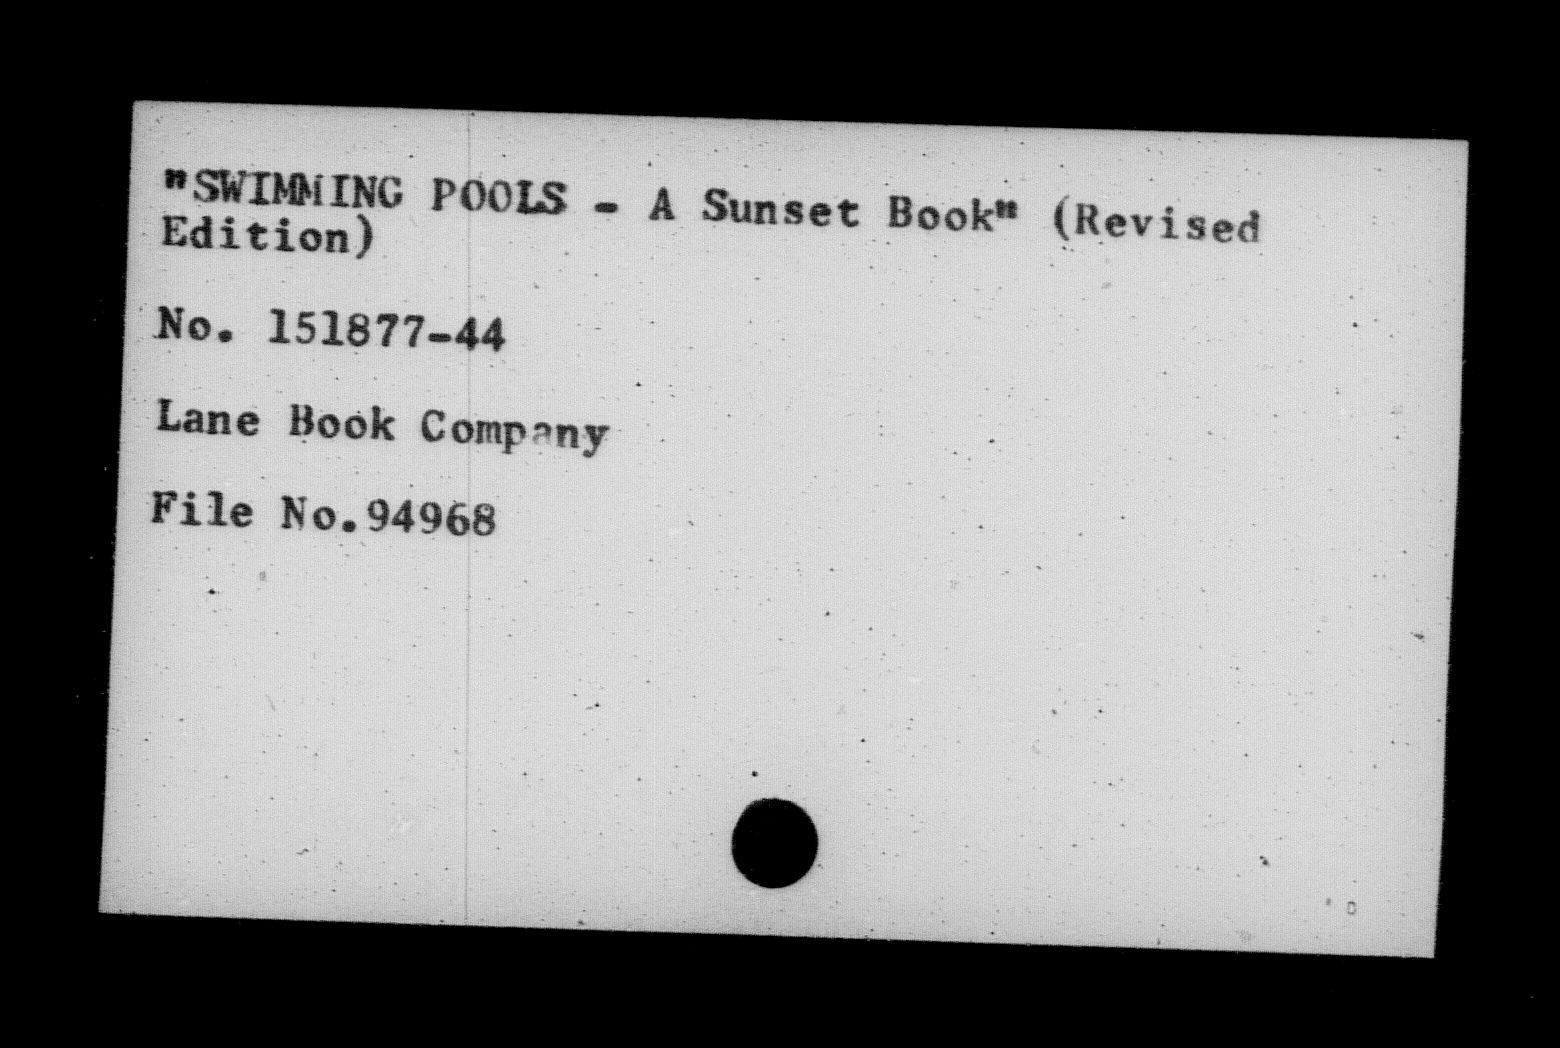 "SWIMMING POOLS - A Sunset Book" (Revised
Edition)
No. 151877-44
Lane Book Company
File No.94968